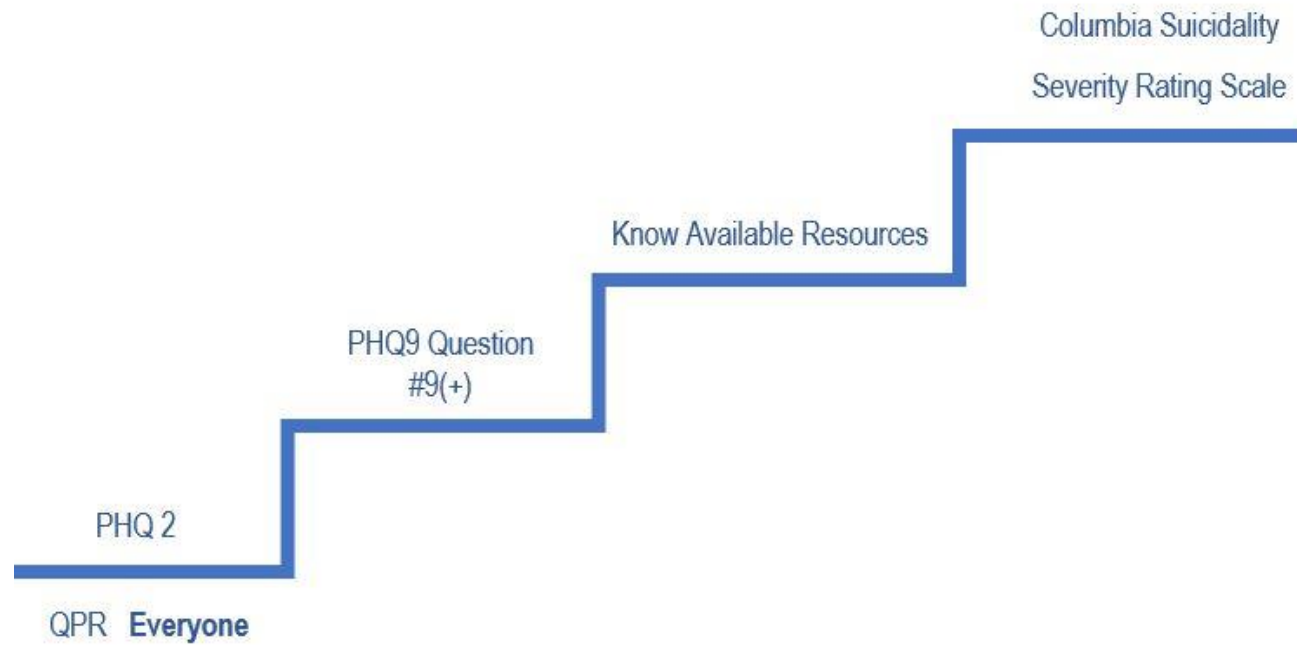 Columbia Suicidality
Severity Rating Scale
Know Available Resources
PHQ9 Question
#9(+)
PHQ 2
QPR Everyone